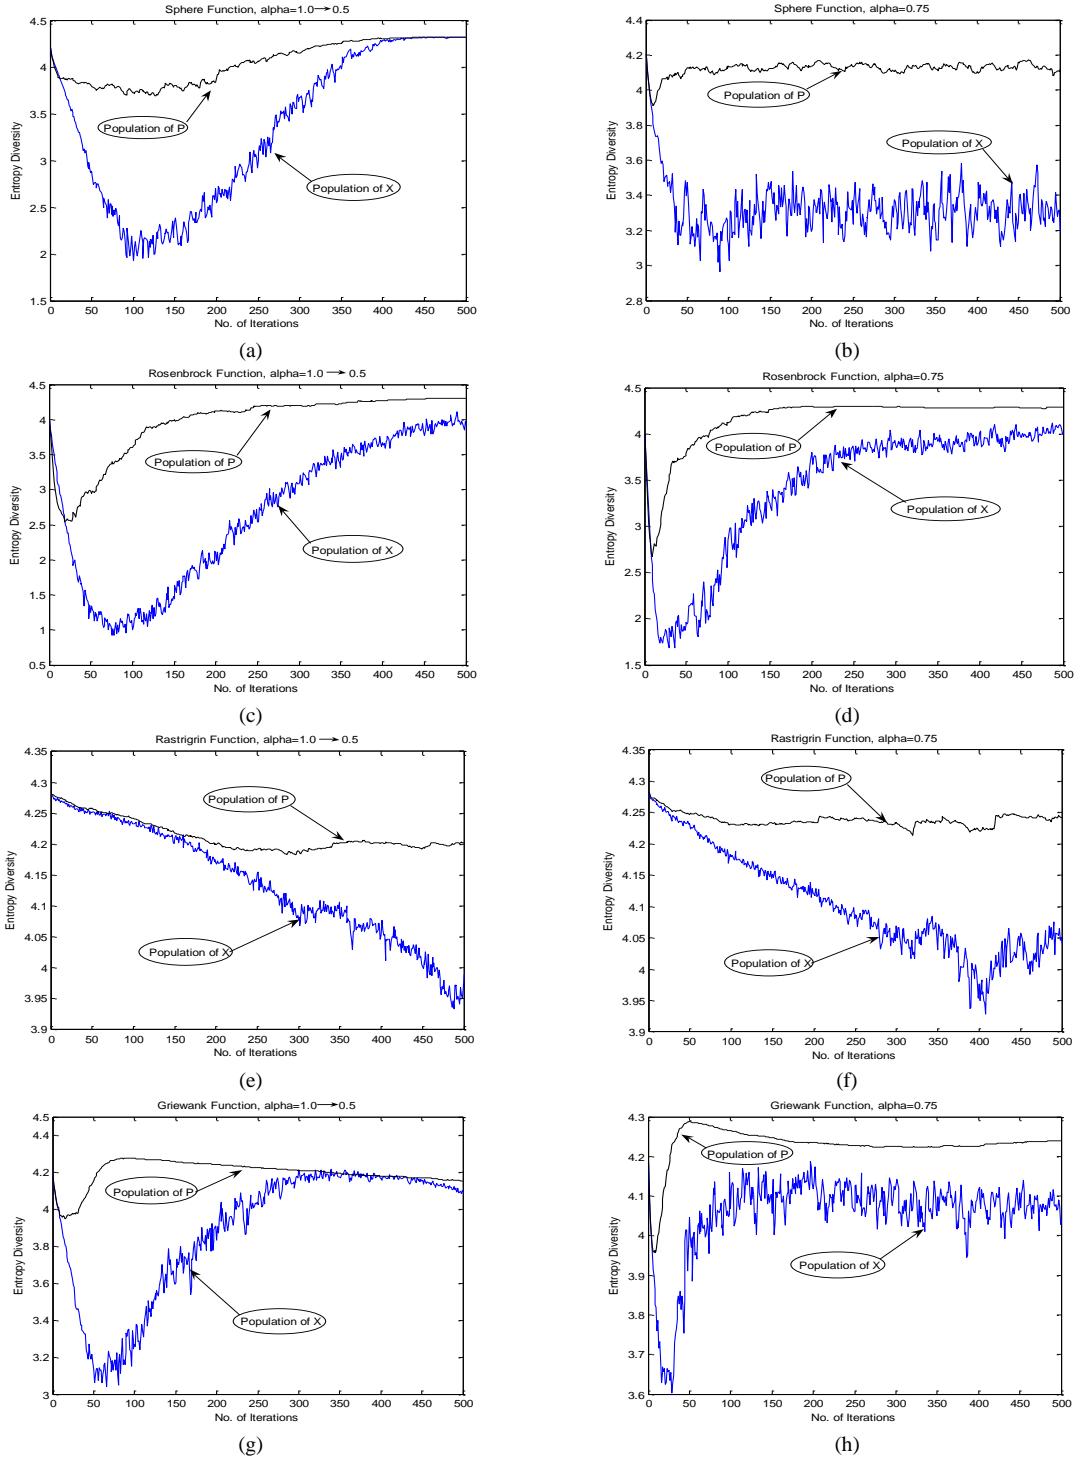 Sphere Function, alpha=1.0→0.5
4.5
4
3.5
3
2.5
2
1.5
Entropy Diversity
Population of P
Population of X
0 50 100 150 200 250 300 350 400 450 500
No. of Iterations
(a)
Sphere Function, alpha=0.75
4.4
4.2
4
3.8
3.6
3.4
3.2
3
2.8
Entropy Diversity
Population of P
Population of X
0 50 100 150 200 250 300 350 400 450 500
No. of Iterations
(b)
Rosenbrock Function, alpha=1.0→0.5
4.5
4
3.5
3
2.5
2
1.5
1
0.5
Entropy Diversity
Population of P
Population of X
0 50 100 150 200 250 300 350 400 450 500
No. of Iterations
(c)
Rosenbrock Function, alpha=0.75
4.5
4
3.5
3
2.5
2
1.5
Entropy Diversity
Population of P
Population of X
0 50 100 150 200 250 300 350 400 450 500
No. of Iterations
(d)
Rastrigrin Function, alpha=1.0→0.5
4.35
4.3
4.25
4.2
4.15
4.1
4.05
4
3.95
3.9
Entropy Diversity
Population of P
Population of X
0 50 100 150 200 250 300 350 400 450 500
No. of Iterations
(e)
Rastrigrin Function, alpha=0.75
4.35
4.3
4.25
4.2
4.15
4.1
4.05
4
3.95
3.9
Entropy Diversity
Population of P
Population of X
0 50 100 150 200 250 300 350 400 450 500
No. of Iterations
(f)
Griewank Function, alpha=1.0→0.5
4.5
4.4
4.2
4
3.8
3.6
3.4
3.2
3
Entropy Diversity
Population of P
Population of X
0 50 100 150 200 250 300 350 400 450 500
No. of Iterations
(g)
Griewank Function, alpha=0.75
4.3
4.2
4.1
4
3.9
3.8
3.7
3.6
Entropy Diversity
Population of P
Population of X
0 50 100 150 200 250 300 350 400 450 500
No. of Iterations
(h)